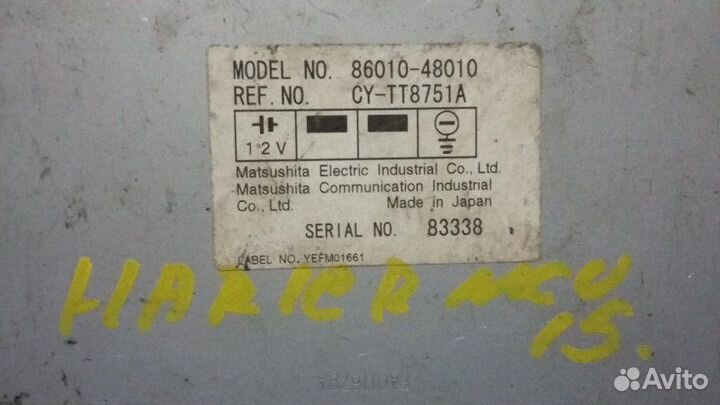 MODEL NO. 86010-48010
REF. NO. CY-TT8751A
12V
Matsushita Electric Industrial Co., Ltd.
Matsushita Communication Industrial
Co., Ltd. Made in Japan
SERIAL NO. 83338
LABEL NO. YEFM01661
HARIER MCU
15.
Avito